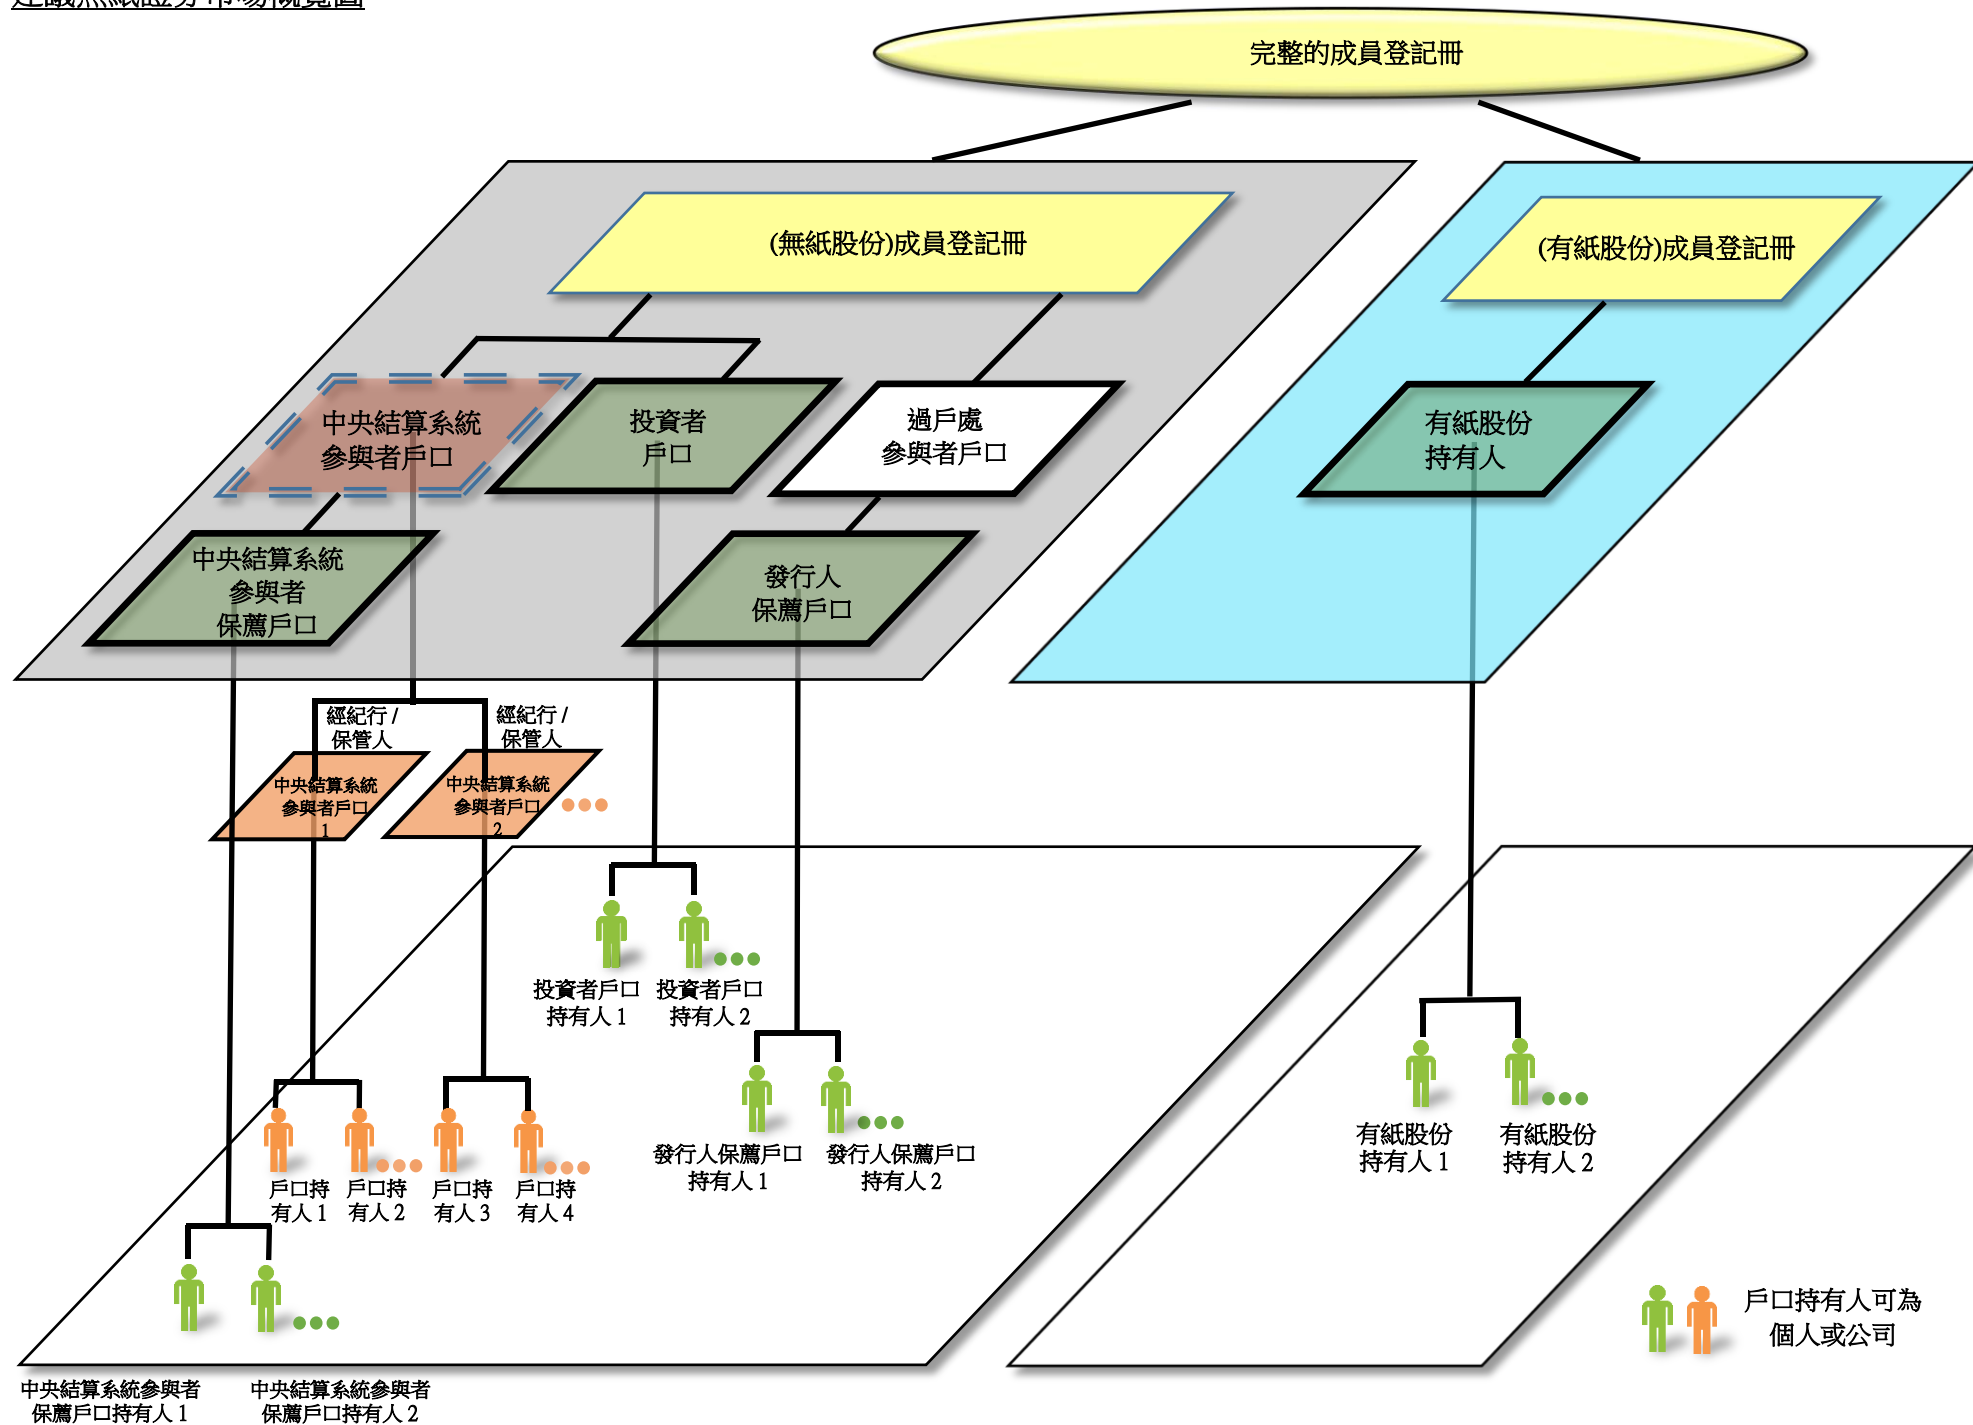 建議無紙證券市場概覽圖
完整的成員登記冊
(無紙股份)成員登記冊
(有紙股份)成員登記冊
中央結算系統
參與者戶口
投資者
戶口
過戶處
參與者戶口
有紙股份
持有人
中央結算系統
參與者
保薦戶口
發行人
保薦戶口
經紀行 /
保管人
經紀行 /
保管人
中央結算系統
參與者戶口
1
中央結算系統
參與者戶口
2
投資者戶口
持有人 1
投資者戶口
持有人 2
發行人保薦戶口
持有人 1
發行人保薦戶口
持有人 2
有紙股份
持有人 1
有紙股份
持有人 2
戶口持
有人 1
戶口持
有人 2
戶口持
有人 3
戶口持
有人 4
戶口持有人可為
個人或公司
中央結算系統參與者
保薦戶口持有人 1
中央結算系統參與者
保薦戶口持有人 2